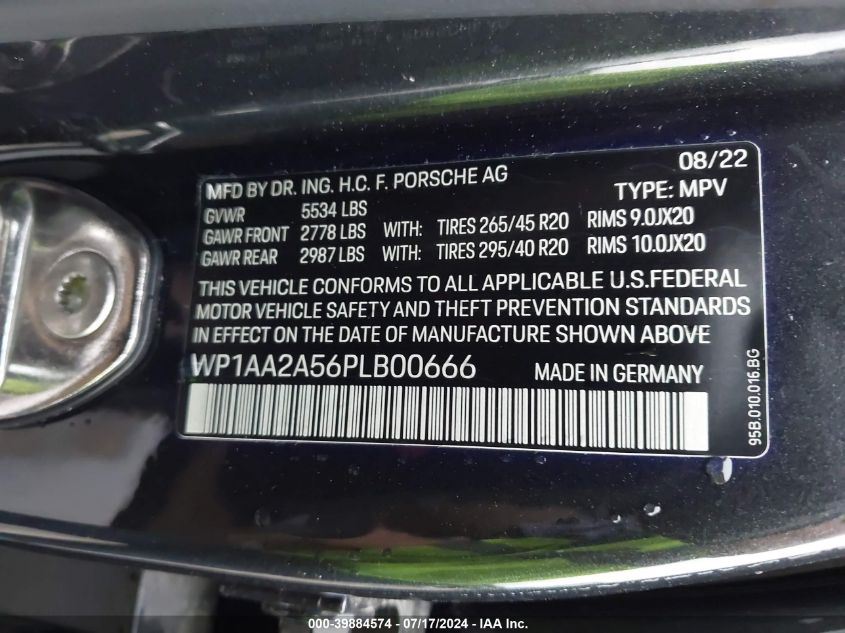 08/22
MFD BY DR. ING. H.C. F. PORSCHE AG
TYPE: MPV
GVWR 5534 LBS
GAWR FRONT 2778 LBS WITH: TIRES 265/45 R20 RIMS 9.0JX20
GAWR REAR 2987 LBS WITH: TIRES 295/40 R20 RIMS 10.0JX20
THIS VEHICLE CONFORMS TO ALL APPLICABLE U.S.FEDERAL
MOTOR VEHICLE SAFETY AND THEFT PREVENTION STANDARDS
IN EFFECT ON THE DATE OF MANUFACTURE SHOWN ABOVE
WP1AA2A56PLB00666 MADE IN GERMANY
95B.010.016.BG
000-39884574 - 07/17/2024 - IAA Inc.